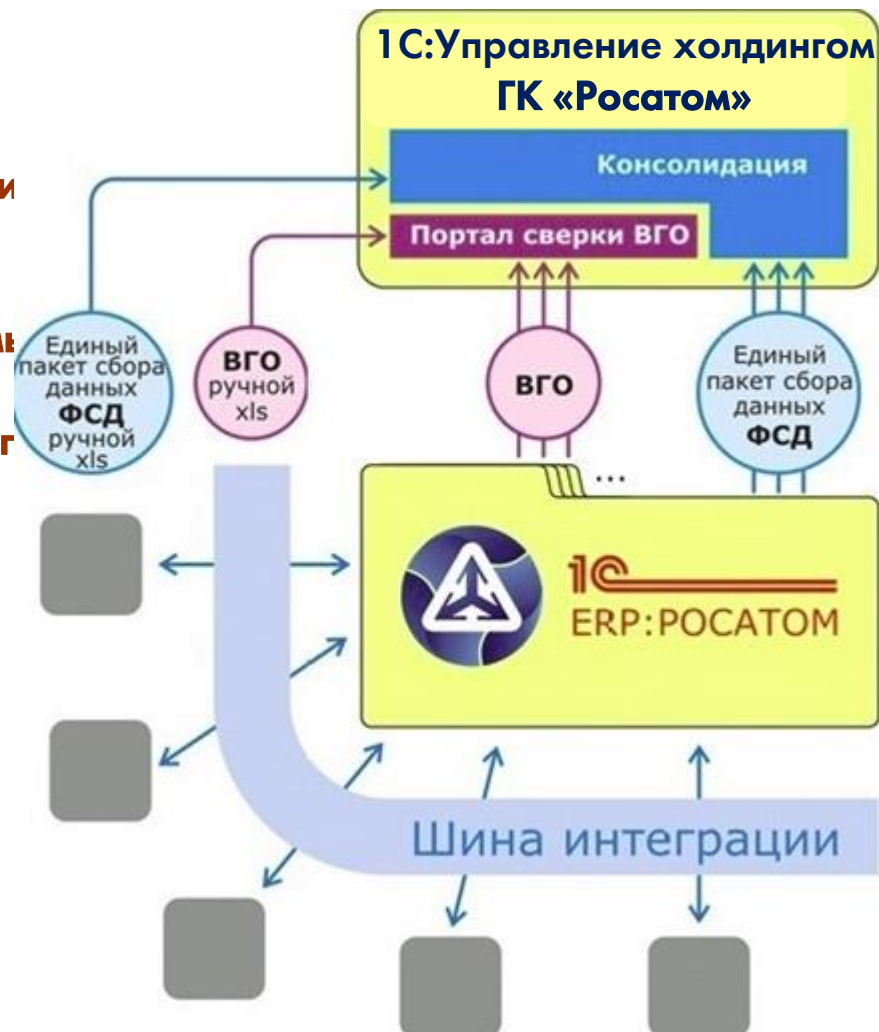 1С:Управление холдингом
ГК «Росатом»
Консолидация
Портал сверки ВГО
Единый
пакет сбора
данных
ФСД
ручной
xls
ВГО
ручной
xls
ВГО
Единый
пакет сбора
данных
ФСД
...
1С
ERP:РОСАТОМ
Шина интеграции